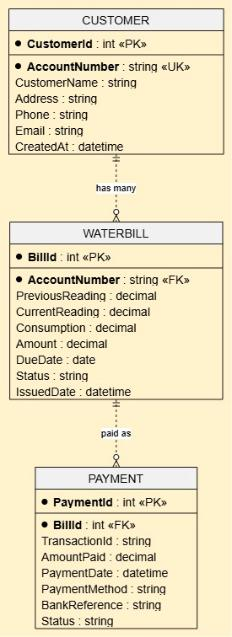 CUSTOMER
● CustomerId : int «PK»
● AccountNumber : string «UK»
CustomerName : string
Address : string
Phone : string
Email : string
CreatedAt : datetime
has many
WATERBILL
● BillId : int «PK»
● AccountNumber : string «FK»
PreviousReading : decimal
CurrentReading : decimal
Consumption : decimal
Amount : decimal
DueDate : date
Status : string
IssuedDate : datetime
paid as
PAYMENT
● PaymentId : int «PK»
● BillId : int «FK»
TransactionId : string
AmountPaid : decimal
PaymentDate : datetime
PaymentMethod : string
BankReference : string
Status : string